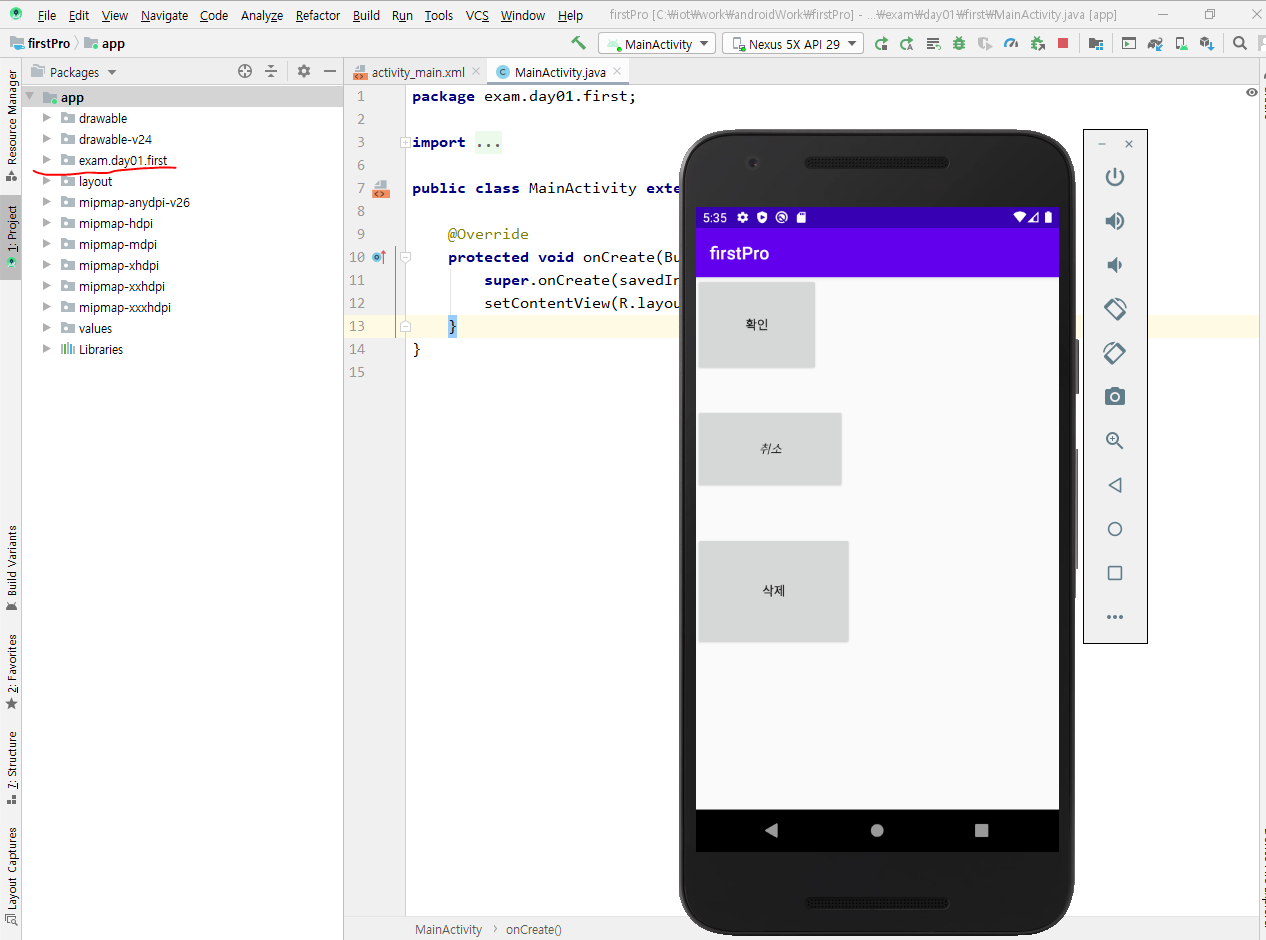 File Edit View Navigate Code Analyze Refactor Build Run Tools VCS Window Help firstPro [C:₩iot₩work₩androidWork₩firstPro] - ...₩exam₩day01₩first₩MainActivity.java [app]
firstPro app MainActivity Nexus 5X API 29
Resource Manager
1: Project
Build Variants
2: Favorites
7: Structure
Layout Captures
Packages
app
drawable
drawable-v24
exam.day01.first
layout
mipmap-anydpi-v26
mipmap-hdpi
mipmap-mdpi
mipmap-xhdpi
mipmap-xxhdpi
mipmap-xxxhdpi
values
Libraries
activity_main.xml MainActivity.java
1 package exam.day01.first;
2
3 import ...
6
7 public class MainActivity exte
8
9 @Override
10 protected void onCreate(Bu
11 super.onCreate(savedIn
12 setContentView(R.layou
13 }
14 }
15
MainActivity onCreate()
5:35
firstPro
확인
취소
삭제